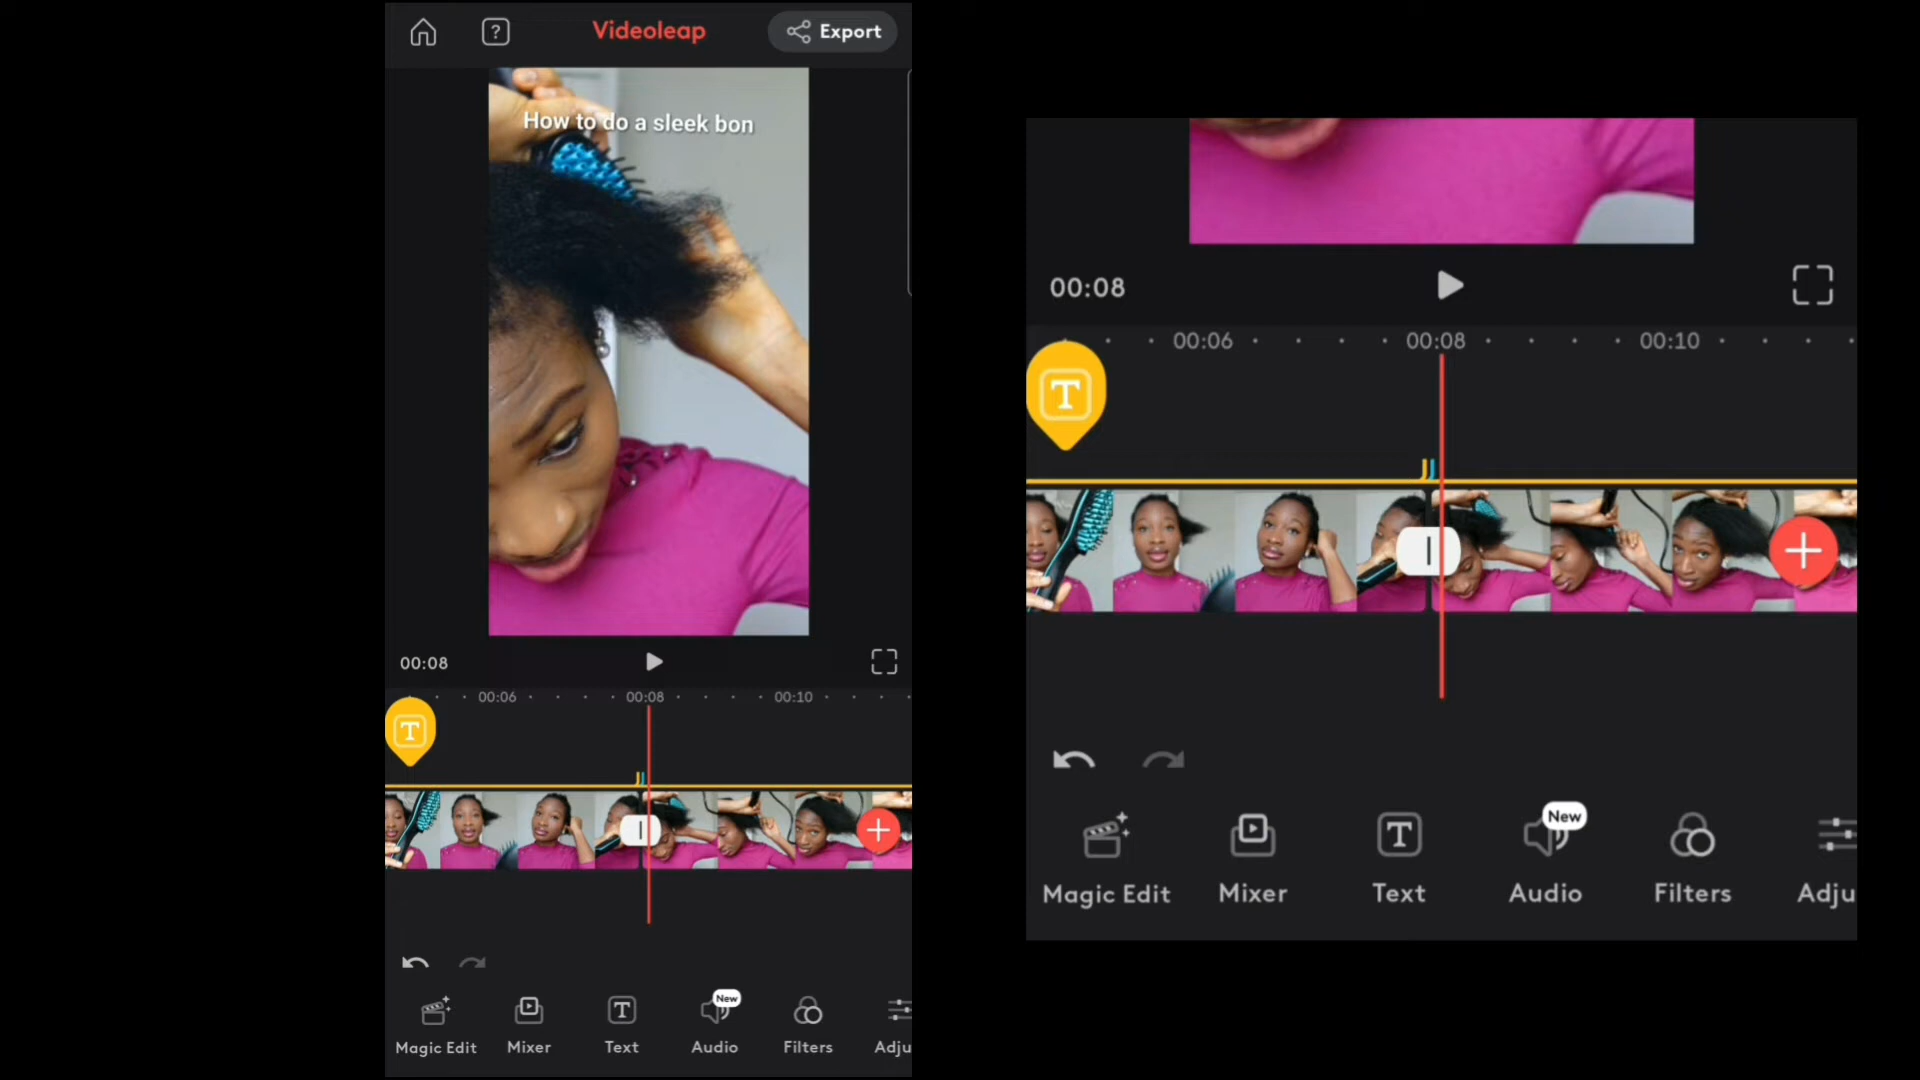 Videoleap
Export
How to do a sleek bon
00:08
00:06 00:08 00:10
T
New
T
Magic Edit Mixer Text Audio Filters Adju
00:08
00:06 00:08 00:10
T
New
T
Magic Edit Mixer Text Audio Filters Adju